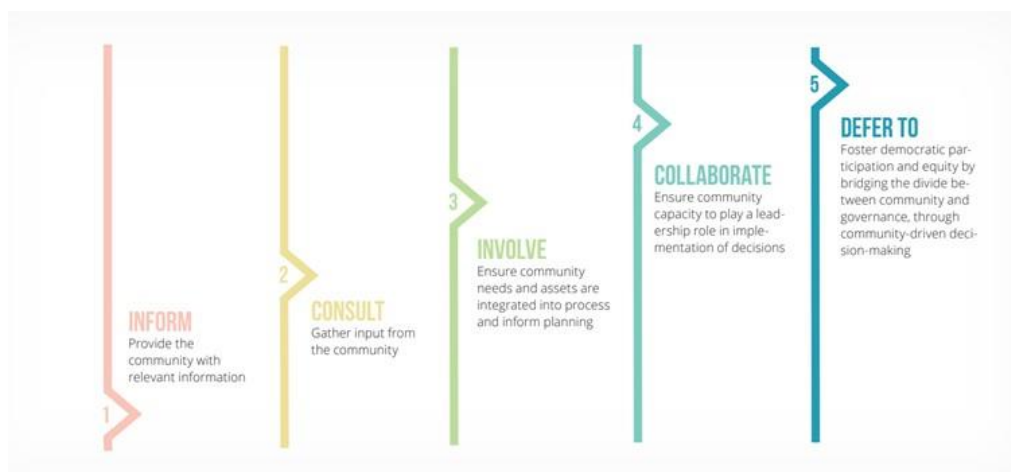 1
INFORM
Provide the
community with
relevant information
2
CONSULT
Gather input from
the community
3
INVOLVE
Ensure community
needs and assets are
integrated into process
and inform planning
4
COLLABORATE
Ensure community
capacity to play a lead-
ership role in imple-
mentation of decisions
5
DEFER TO
Foster democratic par-
ticipation and equity by
bridging the divide be-
tween community and
governance, through
community-driven deci-
sion-making